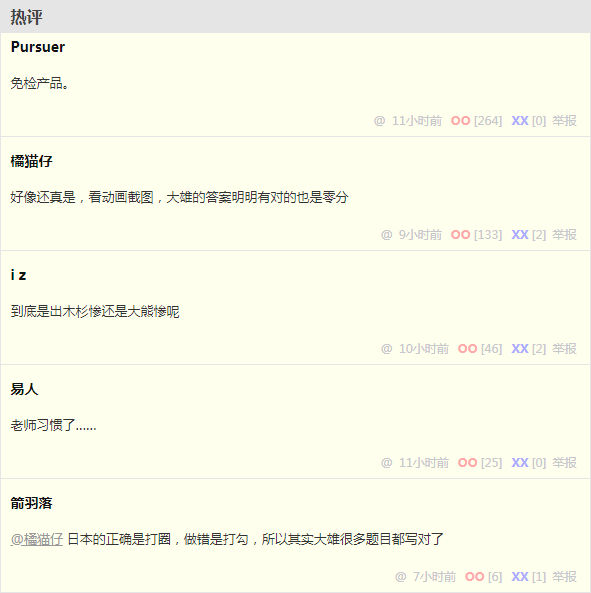 热评
Pursuer
免检产品。
@ 11小时前 OO [264] XX [0] 举报
橘猫仔
好像还真是，看动画截图，大雄的答案明明有对的也是零分
@ 9小时前 OO [133] XX [2] 举报
i z
到底是出木杉惨还是大熊惨呢
@ 10小时前 OO [46] XX [2] 举报
易人
老师习惯了……
@ 11小时前 OO [25] XX [0] 举报
箭羽落
@橘猫仔 日本的正确是打圈，做错是打勾，所以其实大雄很多题目都写对了
@ 7小时前 OO [6] XX [1] 举报